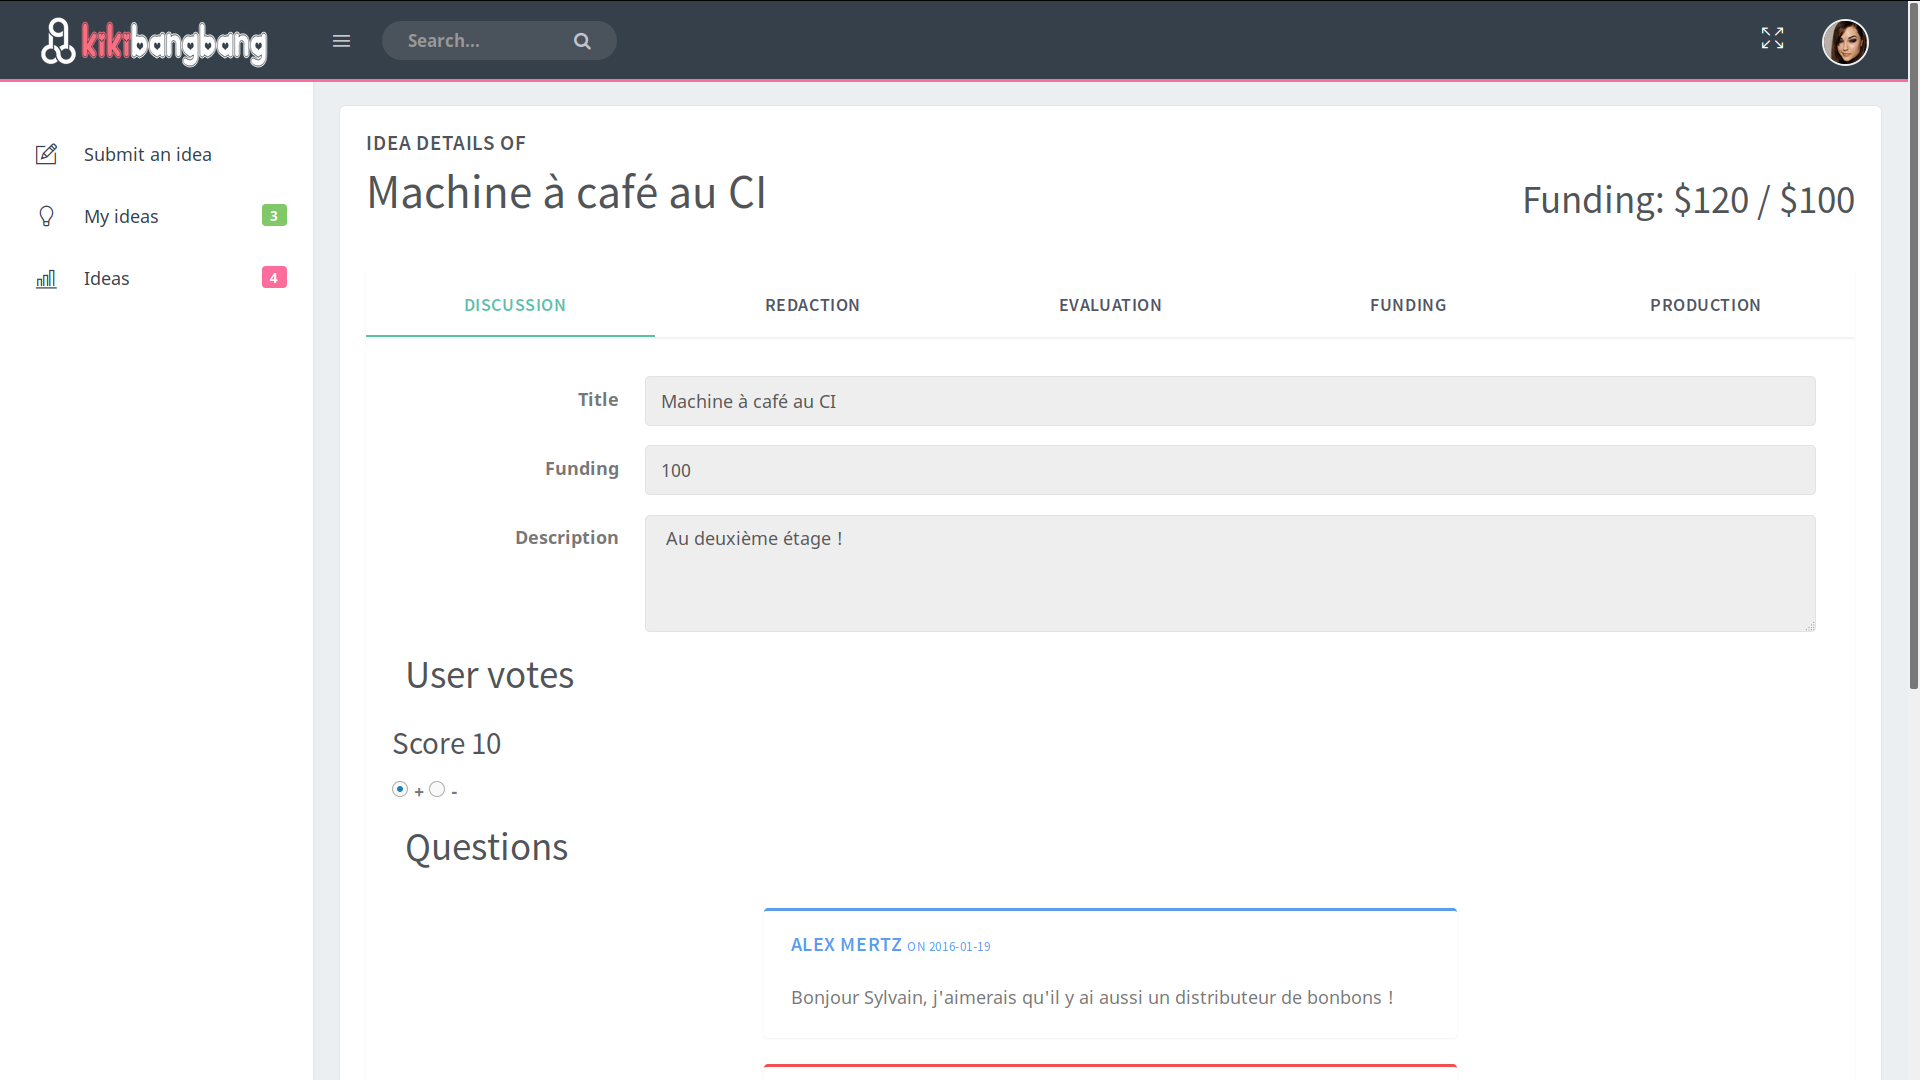 kikibangbang
Search...
Submit an idea
My ideas 3
Ideas 4
IDEA DETAILS OF
Machine à café au CI
Funding: $120 / $100
DISCUSSION REDACTION EVALUATION FUNDING PRODUCTION
Title Machine à café au CI
Funding 100
Description Au deuxième étage !
User votes
Score 10
+ -
Questions
ALEX MERTZ ON 2016-01-19
Bonjour Sylvain, j'aimerais qu'il y ai aussi un distributeur de bonbons !